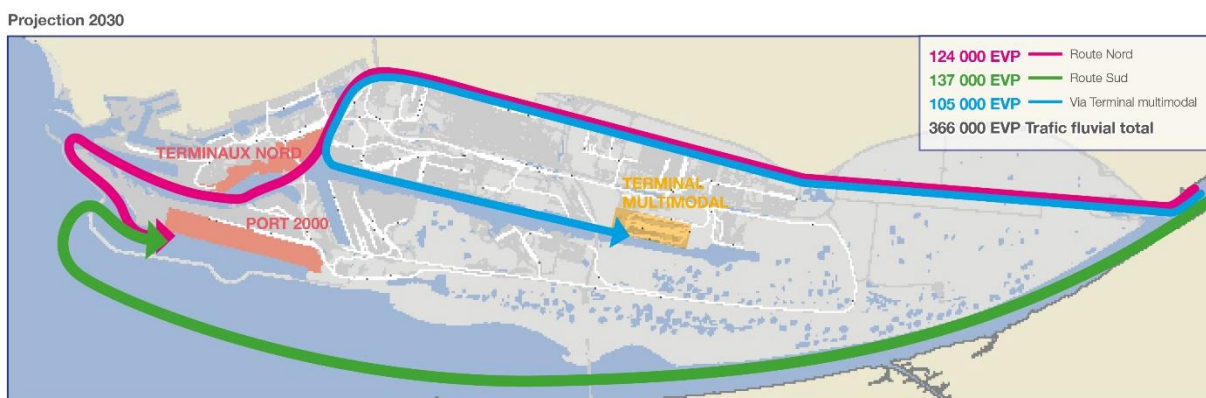 Projection 2030
124 000 EVP Route Nord
137 000 EVP Route Sud
105 000 EVP Via Terminal multimodal
366 000 EVP Trafic fluvial total
TERMINAUX NORD
TERMINAL
MULTIMODAL
PORT 2000